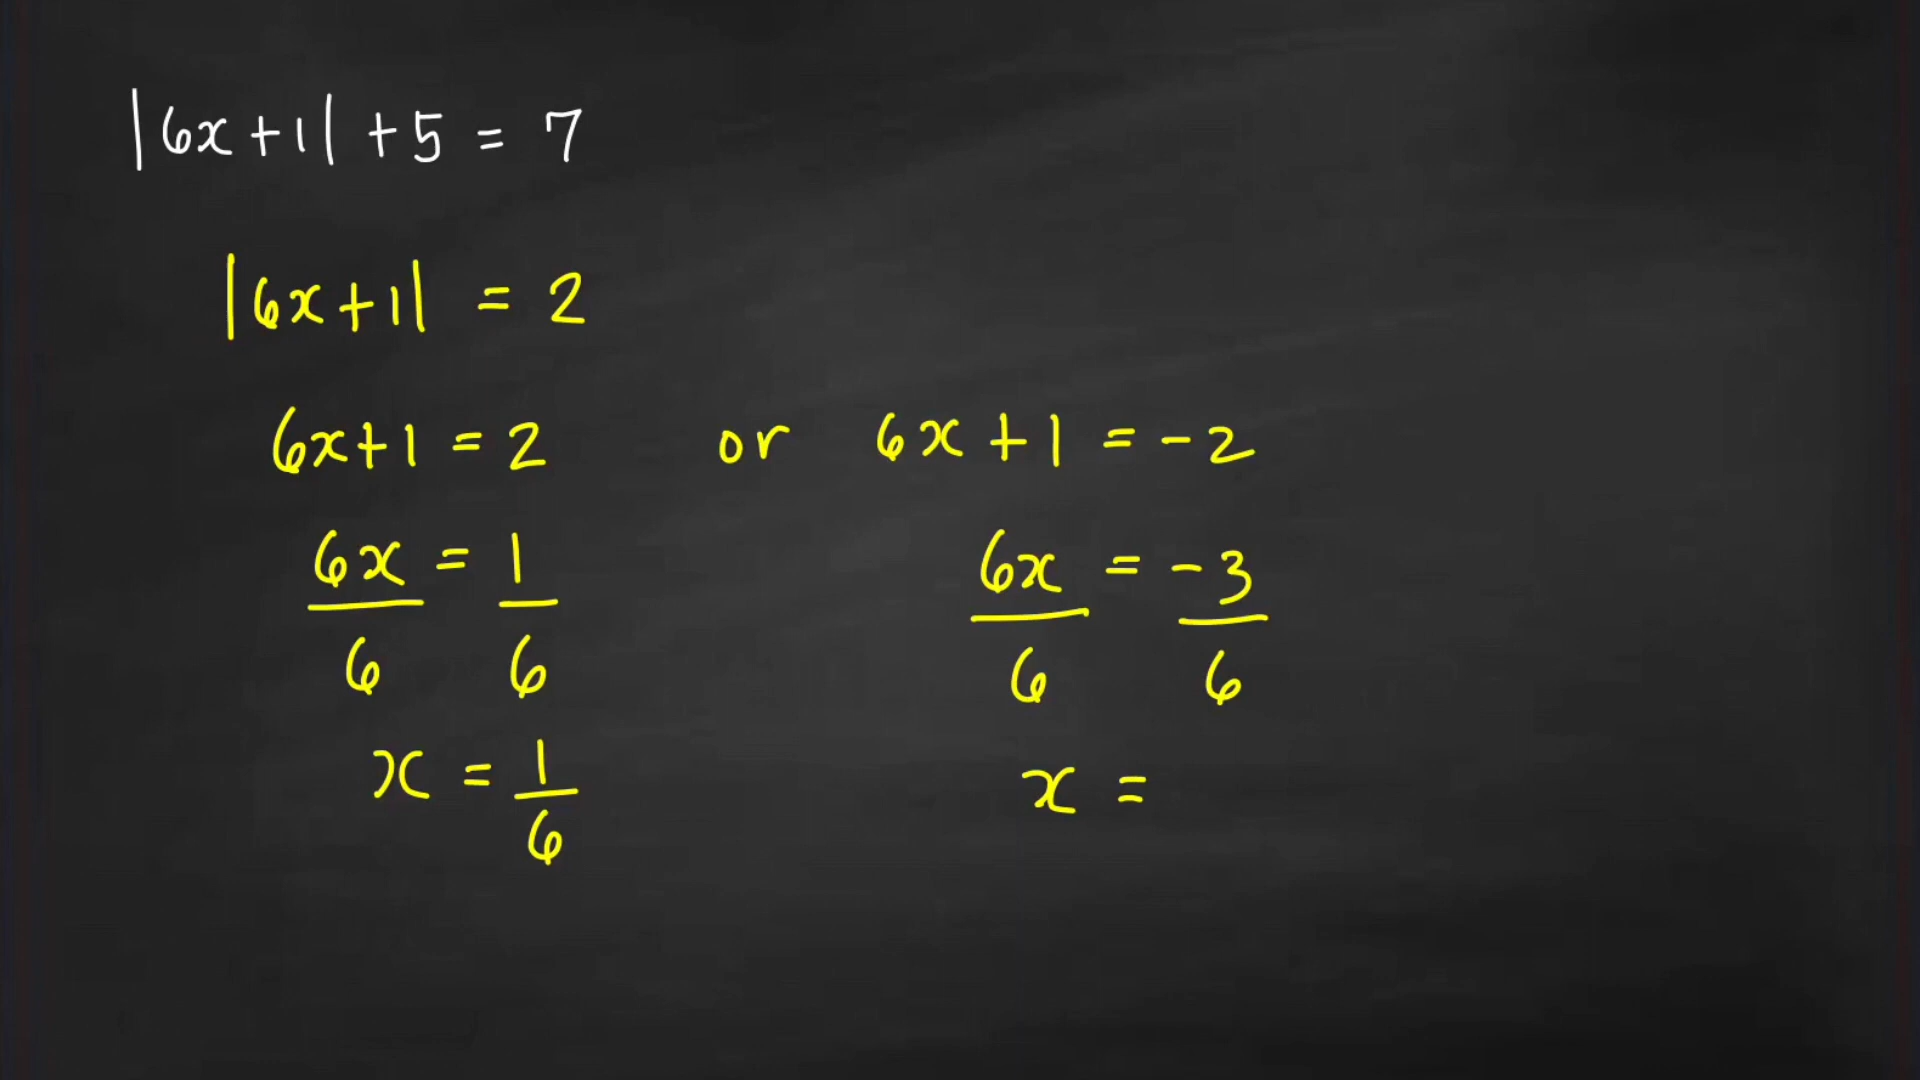 |6x+1| +5 = 7
|6x+1| = 2
6x+1 = 2 or 6x+1 = -2
6x/6 = 1/6 6x/6 = -3/6
x = 1/6 x =